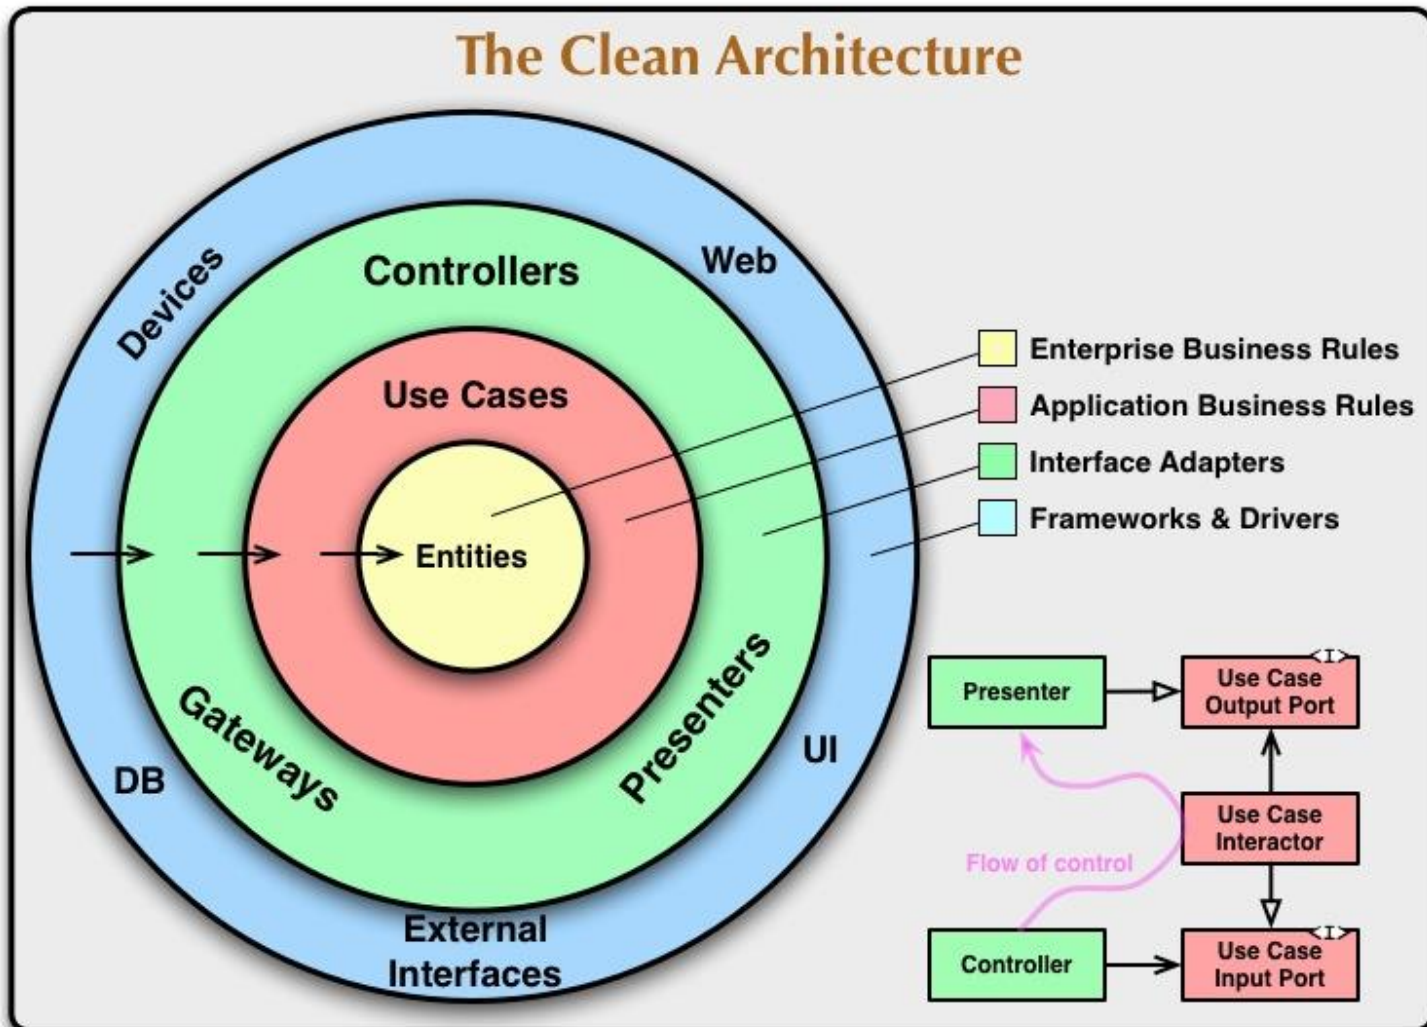 The Clean Architecture
Devices
Controllers
Web
Use Cases
Entities
Gateways
Presenters
DB
UI
External
Interfaces
Enterprise Business Rules
Application Business Rules
Interface Adapters
Frameworks & Drivers
Presenter
<I>
Use Case
Output Port
Flow of control
Use Case
Interactor
Controller
<I>
Use Case
Input Port